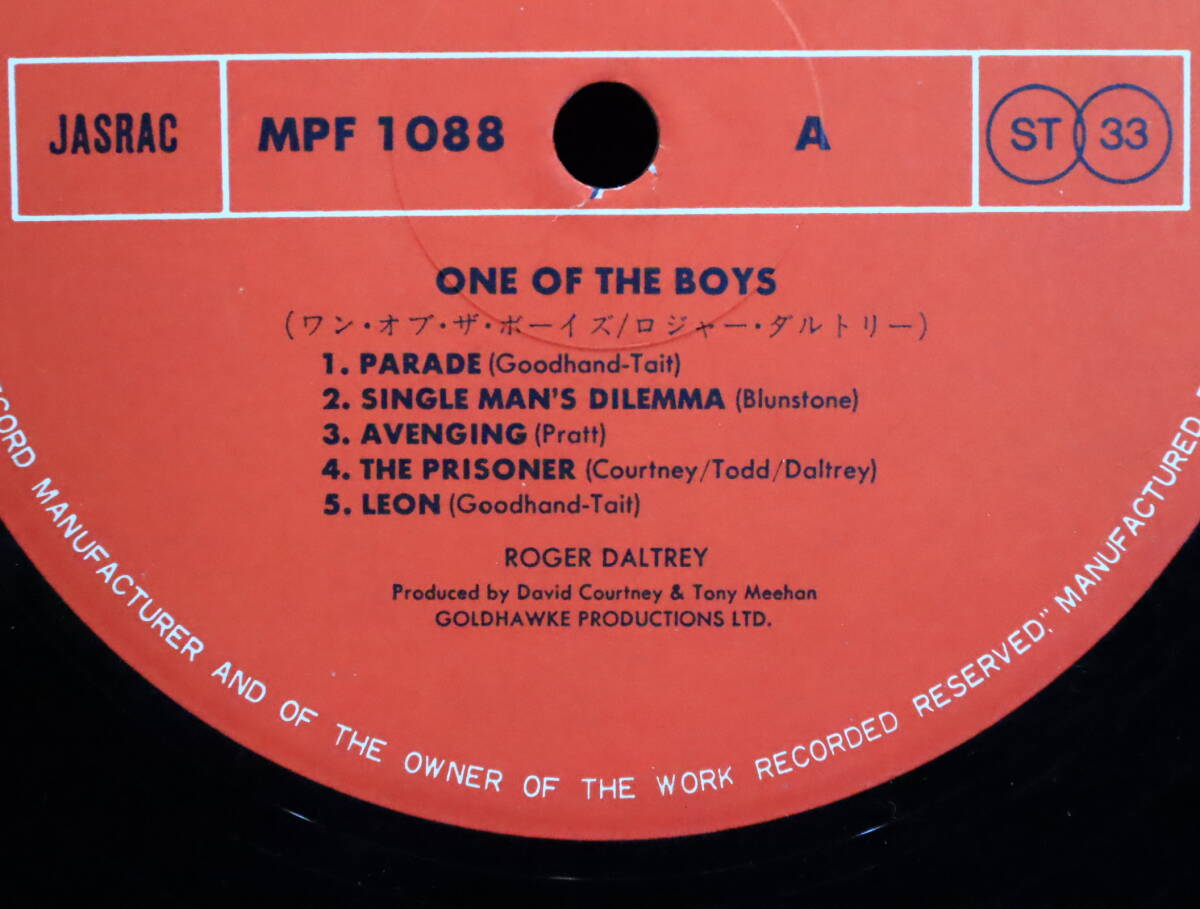 JASRAC MPF 1088 A ST 33
ONE OF THE BOYS
(ワン・オブ・ザ・ボーイズ/ロジャー・ダルトリー)
1. PARADE (Goodhand-Tait)
2. SINGLE MAN'S DILEMMA (Blunstone)
3. AVENGING (Pratt)
4. THE PRISONER (Courtney/Todd/Daltrey)
5. LEON (Goodhand-Tait)
ROGER DALTREY
Produced by David Courtney & Tony Meehan
GOLDHAWKE PRODUCTIONS LTD.
MANUFACTURER AND OF THE OWNER OF THE WORK RECORDED RESERVED," MANUFACTURED